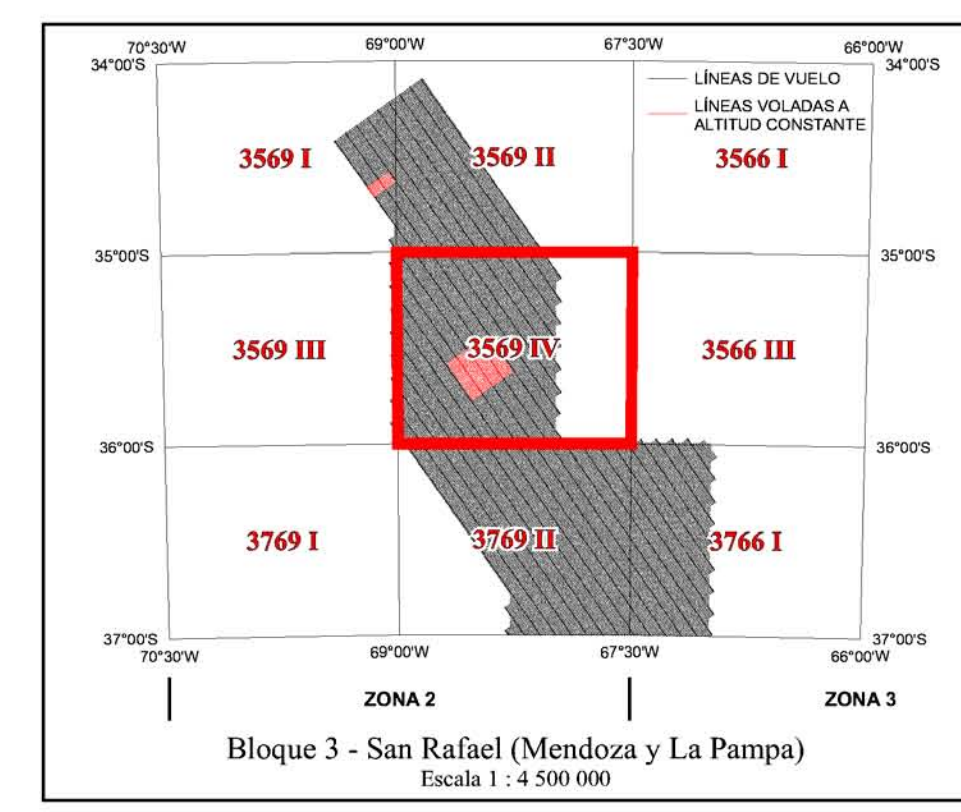 70°30'W 69°00'W 67°30'W 66°00'W
34°00'S 34°00'S
LÍNEAS DE VUELO
LÍNEAS VOLADAS A
ALTITUD CONSTANTE
3569 I 3569 II 3566 I
35°00'S 35°00'S
3569 III 3569 IV 3566 III
36°00'S 36°00'S
3769 I 3769 II 3766 I
37°00'S 37°00'S
70°30'W 69°00'W 67°30'W 66°00'W
ZONA 2 ZONA 3
Bloque 3 - San Rafael (Mendoza y La Pampa)
Escala 1 : 4 500 000